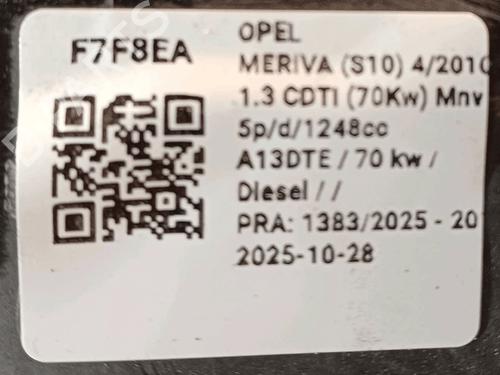 F7F8EA
OPEL
MERIVA (S10) 4/2010
1.3 CDTI (70Kw) Mnv
5p/d/1248cc
A13DTE / 70 kw /
Diesel / /
PRA: 1383/2025 - 20
2025-10-28